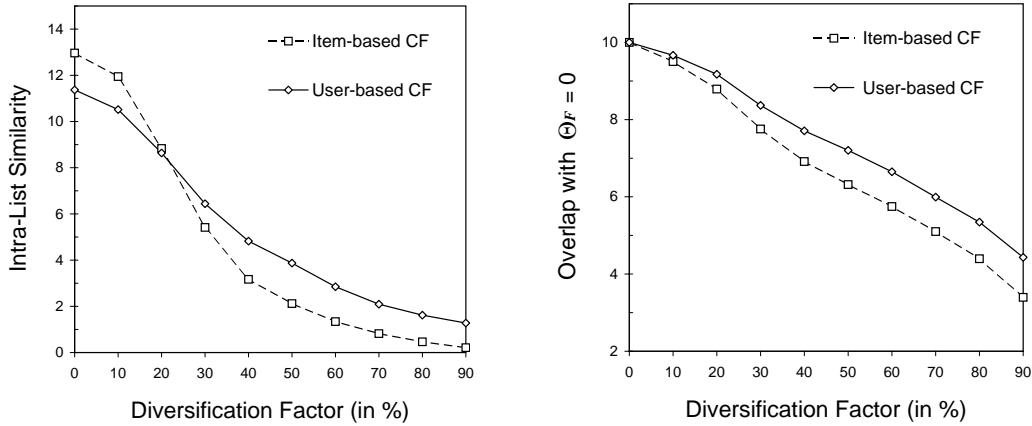 14
12
10
8
6
4
2
0
Intra-List Similarity
Item-based CF
User-based CF
0 10 20 30 40 50 60 70 80 90
Diversification Factor (in %)
10
8
6
4
2
Overlap with ΘF = 0
Item-based CF
User-based CF
0 10 20 30 40 50 60 70 80 90
Diversification Factor (in %)